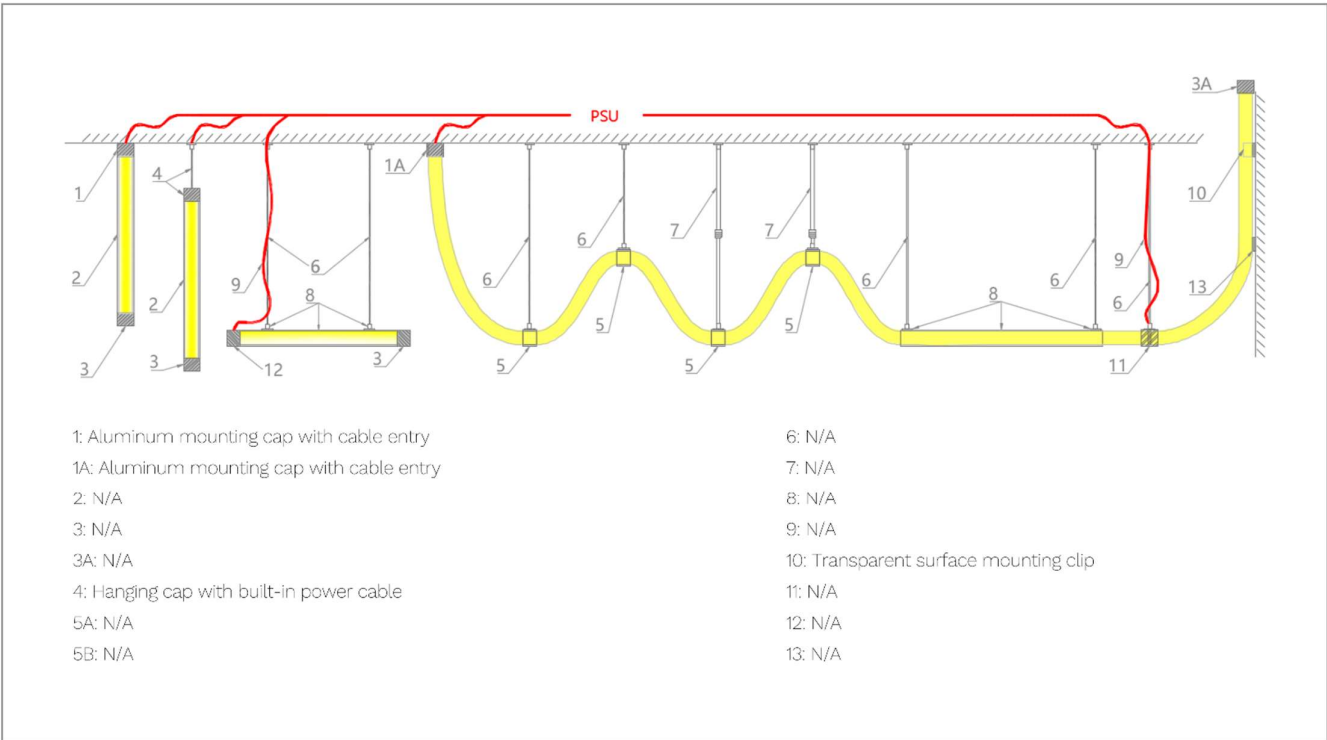 PSU
3A
1
4
1A
10
2
2
9
6
8
6
6
7
7
6
6
9
6
13
5
5
8
3
3
12
3
5
5
11
1: Aluminum mounting cap with cable entry
1A: Aluminum mounting cap with cable entry
2: N/A
3: N/A
3A: N/A
4: Hanging cap with built-in power cable
5A: N/A
5B: N/A
6: N/A
7: N/A
8: N/A
9: N/A
10: Transparent surface mounting clip
11: N/A
12: N/A
13: N/A